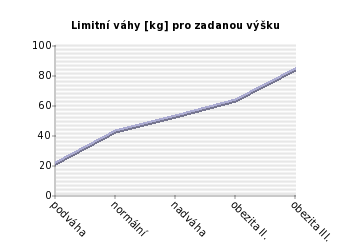 Limitní váhy [kg] pro zadanou výšku
100
80
60
40
20
0
podváha
normální
nadváha
obezita II.
obezita III.